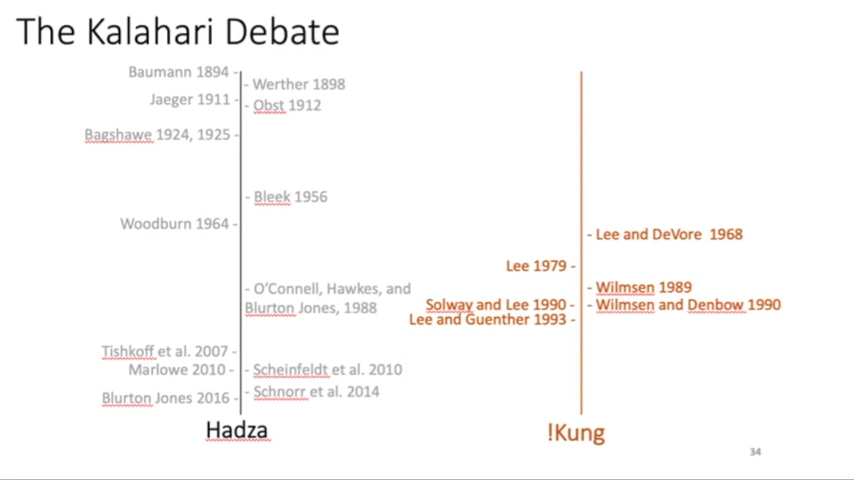 The Kalahari Debate
Baumann 1894 -
- Werther 1898
Jaeger 1911 -
- Obst 1912
Bagshawe 1924, 1925 -
- Bleek 1956
Woodburn 1964 -
- O'Connell, Hawkes, and
Blurton Jones, 1988
Tishkoff et al. 2007 -
Marlowe 2010 -
- Scheinfeldt et al. 2010
- Schnorr et al. 2014
Blurton Jones 2016 -
Hadza
- Lee and DeVore 1968
Lee 1979 -
- Wilmsen 1989
Solway and Lee 1990 -
- Wilmsen and Denbow 1990
Lee and Guenther 1993 -
!Kung
34